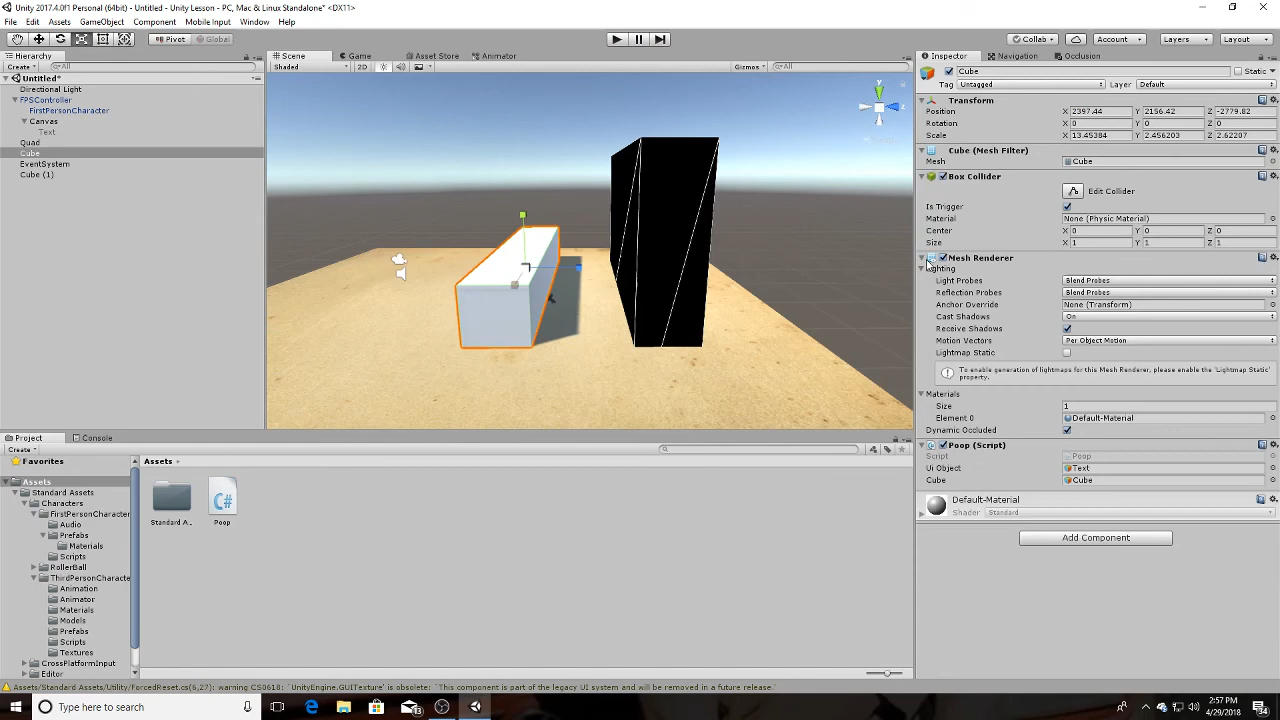 Unity 2017.4.0f1 Personal (64bit) - Untitled - Unity Lesson - PC, Mac & Linux Standalone* <DX11>
File Edit Assets GameObject Component Mobile Input Window Help
Pivot Global Collab Account Layers Layout
Hierarchy Scene Game Asset Store Animator Inspector Navigation Occlusion
Create All Shaded 2D Gizmos All Cube Static
Untitled* Tag Untagged Layer Default
Directional Light
FPSController
FirstPersonCharacter
Canvas
Text
Quad
Cube
EventSystem
Cube (1)
y
z
Transform
Position X 2397.44 Y 2156.42 Z -2779.82
Rotation X 0 Y 0 Z 0
Scale X 13.45384 Y 2.456203 Z 2.62207
Cube (Mesh Filter)
Mesh Cube
Box Collider
Edit Collider
Is Trigger
Material None (Physic Material)
Center X 0 Y 0 Z 0
Size X 1 Y 1 Z 1
Mesh Renderer
Lighting
Light Probes Blend Probes
Reflection Probes Blend Probes
Anchor Override None (Transform)
Cast Shadows On
Receive Shadows
Motion Vectors Per Object Motion
Lightmap Static
To enable generation of lightmaps for this Mesh Renderer, please enable the 'Lightmap Static'
property.
Materials
Size 1
Element 0 Default-Material
Dynamic Occluded
Poop (Script)
Script Poop
Ui Object Text
Cube Cube
Default-Material
Shader Standard
Add Component
Project Console
Create
Favorites
Assets
Standard Assets
Characters
FirstPersonCharacter
Audio
Prefabs
Materials
Scripts
RollerBall
ThirdPersonCharacte
Animation
Animator
Materials
Models
Prefabs
Scripts
Textures
CrossPlatformInput
Editor
Assets
C#
Standard A... Poop
Assets/Standard Assets/Utility/ForcedReset.cs(6,27): warning CS0618: `UnityEngine.GUITexture' is obsolete: `This component is part of the legacy UI system and will be removed in a future release.'
Type here to search
13
2:57 PM
4/29/2018
2